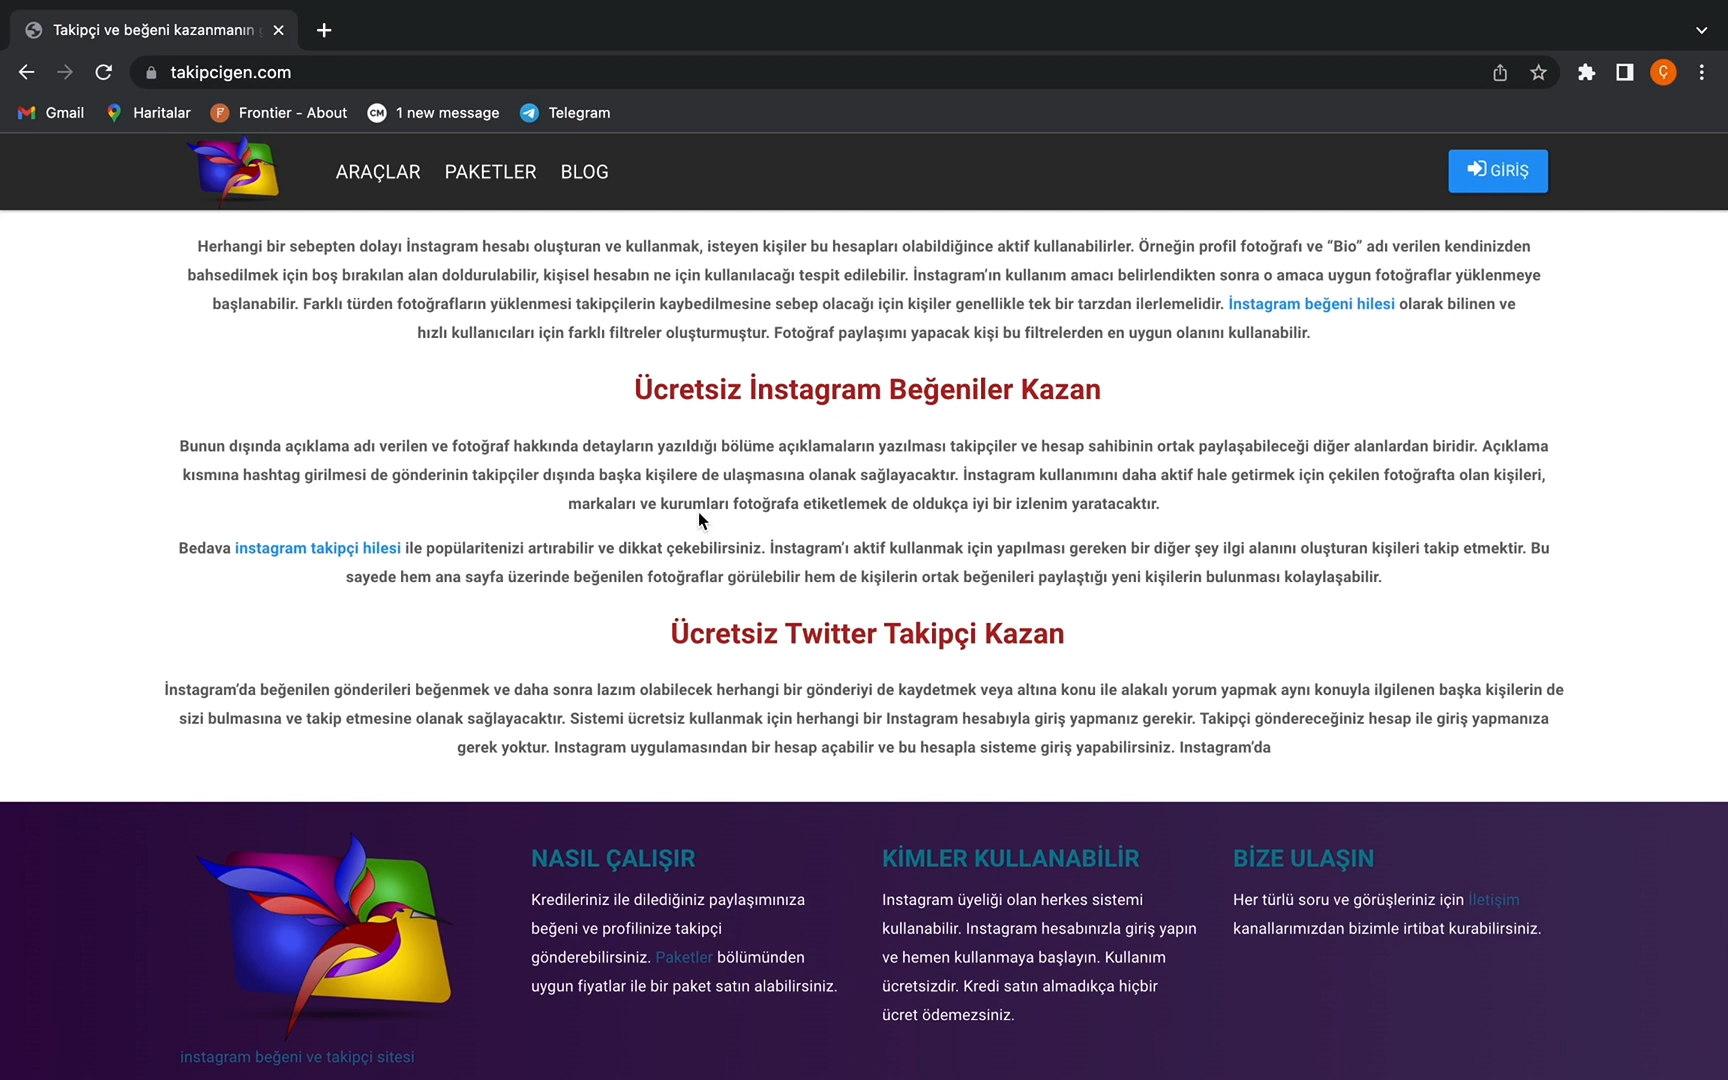 Takipçi ve beğeni kazanmanın
takipcigen.com
Ç
Gmail
Haritalar
F
Frontier - About
CM
1 new message
Telegram
ARAÇLAR
PAKETLER
BLOG
GİRİŞ
Herhangi bir sebepten dolayı İnstagram hesabı oluşturan ve kullanmak, isteyen kişiler bu hesapları olabildiğince aktif kullanabilirler. Örneğin profil fotoğrafı ve “Bio” adı verilen kendinizden
bahsedilmek için boş bırakılan alan doldurulabilir, kişisel hesabın ne için kullanılacağı tespit edilebilir. İnstagram’ın kullanım amacı belirlendikten sonra o amaca uygun fotoğraflar yüklenmeye
başlanabilir. Farklı türden fotoğrafların yüklenmesi takipçilerin kaybedilmesine sebep olacağı için kişiler genellikle tek bir tarzdan ilerlemelidir. İnstagram beğeni hilesi olarak bilinen ve
hızlı kullanıcıları için farklı filtreler oluşturmuştur. Fotoğraf paylaşımı yapacak kişi bu filtrelerden en uygun olanını kullanabilir.
Ücretsiz İnstagram Beğeniler Kazan
Bunun dışında açıklama adı verilen ve fotoğraf hakkında detayların yazıldığı bölüme açıklamaların yazılması takipçiler ve hesap sahibinin ortak paylaşabileceği diğer alanlardan biridir. Açıklama
kısmına hashtag girilmesi de gönderinin takipçiler dışında başka kişilere de ulaşmasına olanak sağlayacaktır. İnstagram kullanımını daha aktif hale getirmek için çekilen fotoğrafta olan kişileri,
markaları ve kurumları fotoğrafa etiketlemek de oldukça iyi bir izlenim yaratacaktır.
Bedava instagram takipçi hilesi ile popülaritenizi artırabilir ve dikkat çekebilirsiniz. İnstagram’ı aktif kullanmak için yapılması gereken bir diğer şey ilgi alanını oluşturan kişileri takip etmektir. Bu
sayede hem ana sayfa üzerinde beğenilen fotoğraflar görülebilir hem de kişilerin ortak beğenileri paylaştığı yeni kişilerin bulunması kolaylaşabilir.
Ücretsiz Twitter Takipçi Kazan
İnstagram’da beğenilen gönderileri beğenmek ve daha sonra lazım olabilecek herhangi bir gönderiyi de kaydetmek veya altına konu ile alakalı yorum yapmak aynı konuyla ilgilenen başka kişilerin de
sizi bulmasına ve takip etmesine olanak sağlayacaktır. Sistemi ücretsiz kullanmak için herhangi bir Instagram hesabıyla giriş yapmanız gerekir. Takipçi göndereceğiniz hesap ile giriş yapmanıza
gerek yoktur. Instagram uygulamasından bir hesap açabilir ve bu hesapla sisteme giriş yapabilirsiniz. Instagram’da
NASIL ÇALIŞIR
Kredileriniz ile dilediğiniz paylaşımınıza
beğeni ve profilinize takipçi
gönderebilirsiniz. Paketler bölümünden
uygun fiyatlar ile bir paket satın alabilirsiniz.
KİMLER KULLANABİLİR
Instagram üyeliği olan herkes sistemi
kullanabilir. Instagram hesabınızla giriş yapın
ve hemen kullanmaya başlayın. Kullanım
ücretsizdir. Kredi satın almadıkça hiçbir
ücret ödemezsiniz.
BİZE ULAŞIN
Her türlü soru ve görüşleriniz için İletişim
kanallarımızdan bizimle irtibat kurabilirsiniz.
instagram beğeni ve takipçi sitesi